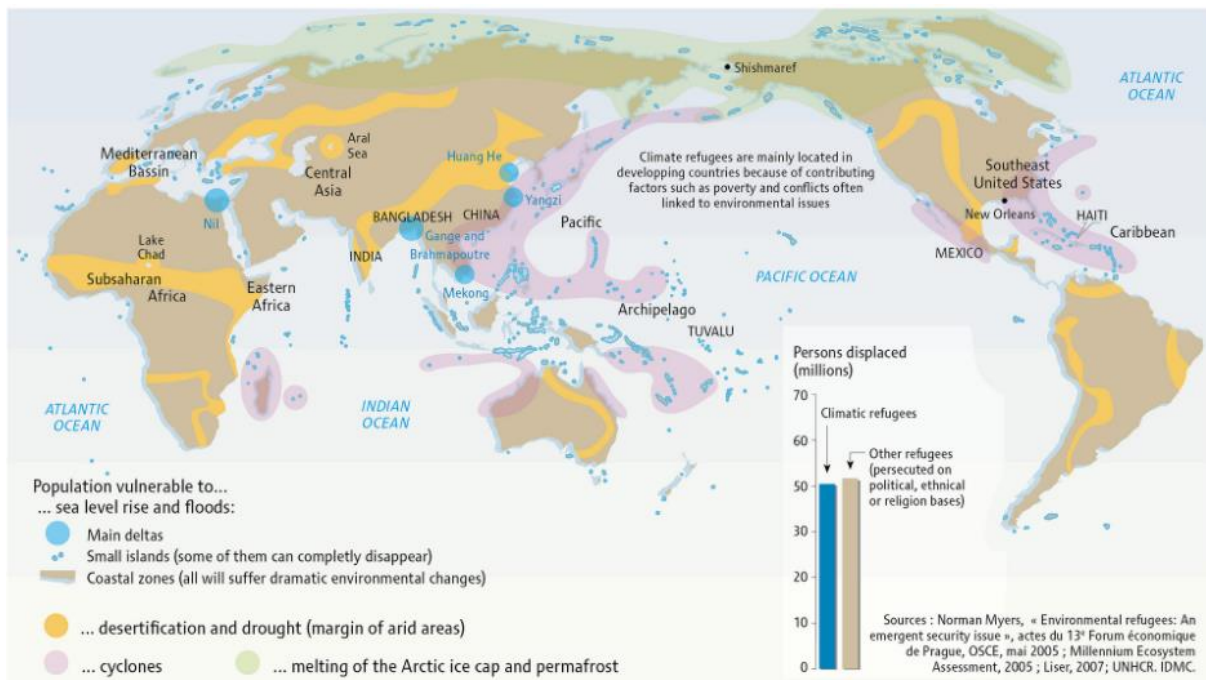 Shishmaref
ATLANTIC
OCEAN
Mediterranean
Bassin
Aral
Sea
Central
Asia
Huang He
Climate refugees are mainly located in
developping countries because of contributing
factors such as poverty and conflicts often
linked to environmental issues
Southeast
United States
New Orleans
HAITI
Caribbean
MEXICO
Nil
BANGLADESH
CHINA
Yangzi
Pacific
Gange and
Brahmapoutre
INDIA
Lake
Chad
Subsaharan
Africa
Eastern
Africa
Mekong
PACIFIC OCEAN
Archipelago
TUVALU
ATLANTIC
OCEAN
INDIAN
OCEAN
Persons displaced
(millions)
70
60
50
30
20
10
0
Climatic refugees
Other refugees
(persecuted on
political, ethnical
or religion bases)
Population vulnerable to...
... sea level rise and floods:
Main deltas
Small islands (some of them can completly disappear)
Coastal zones (all will suffer dramatic environmental changes)
... desertification and drought (margin of arid areas)
... cyclones
... melting of the Arctic ice cap and permafrost
Sources : Norman Myers, « Environmental refugees: An
emergent security issue », actes du 13e Forum économique
de Prague, OSCE, mai 2005 ; Millennium Ecosystem
Assessment, 2005 ; Liser, 2007; UNHCR. IDMC.